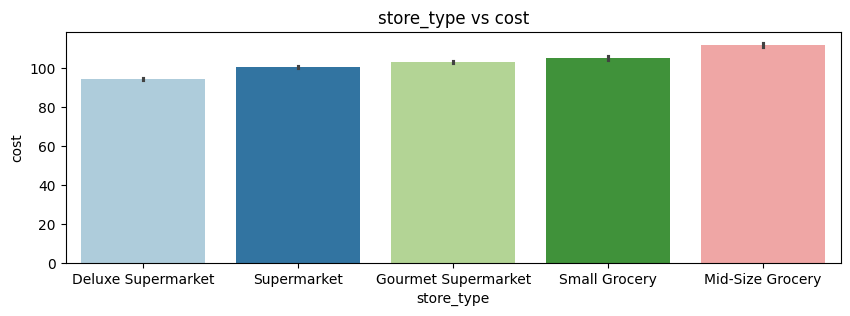 store_type vs cost
cost
100
80
60
40
20
0
Deluxe Supermarket Supermarket Gourmet Supermarket Small Grocery Mid-Size Grocery
store_type